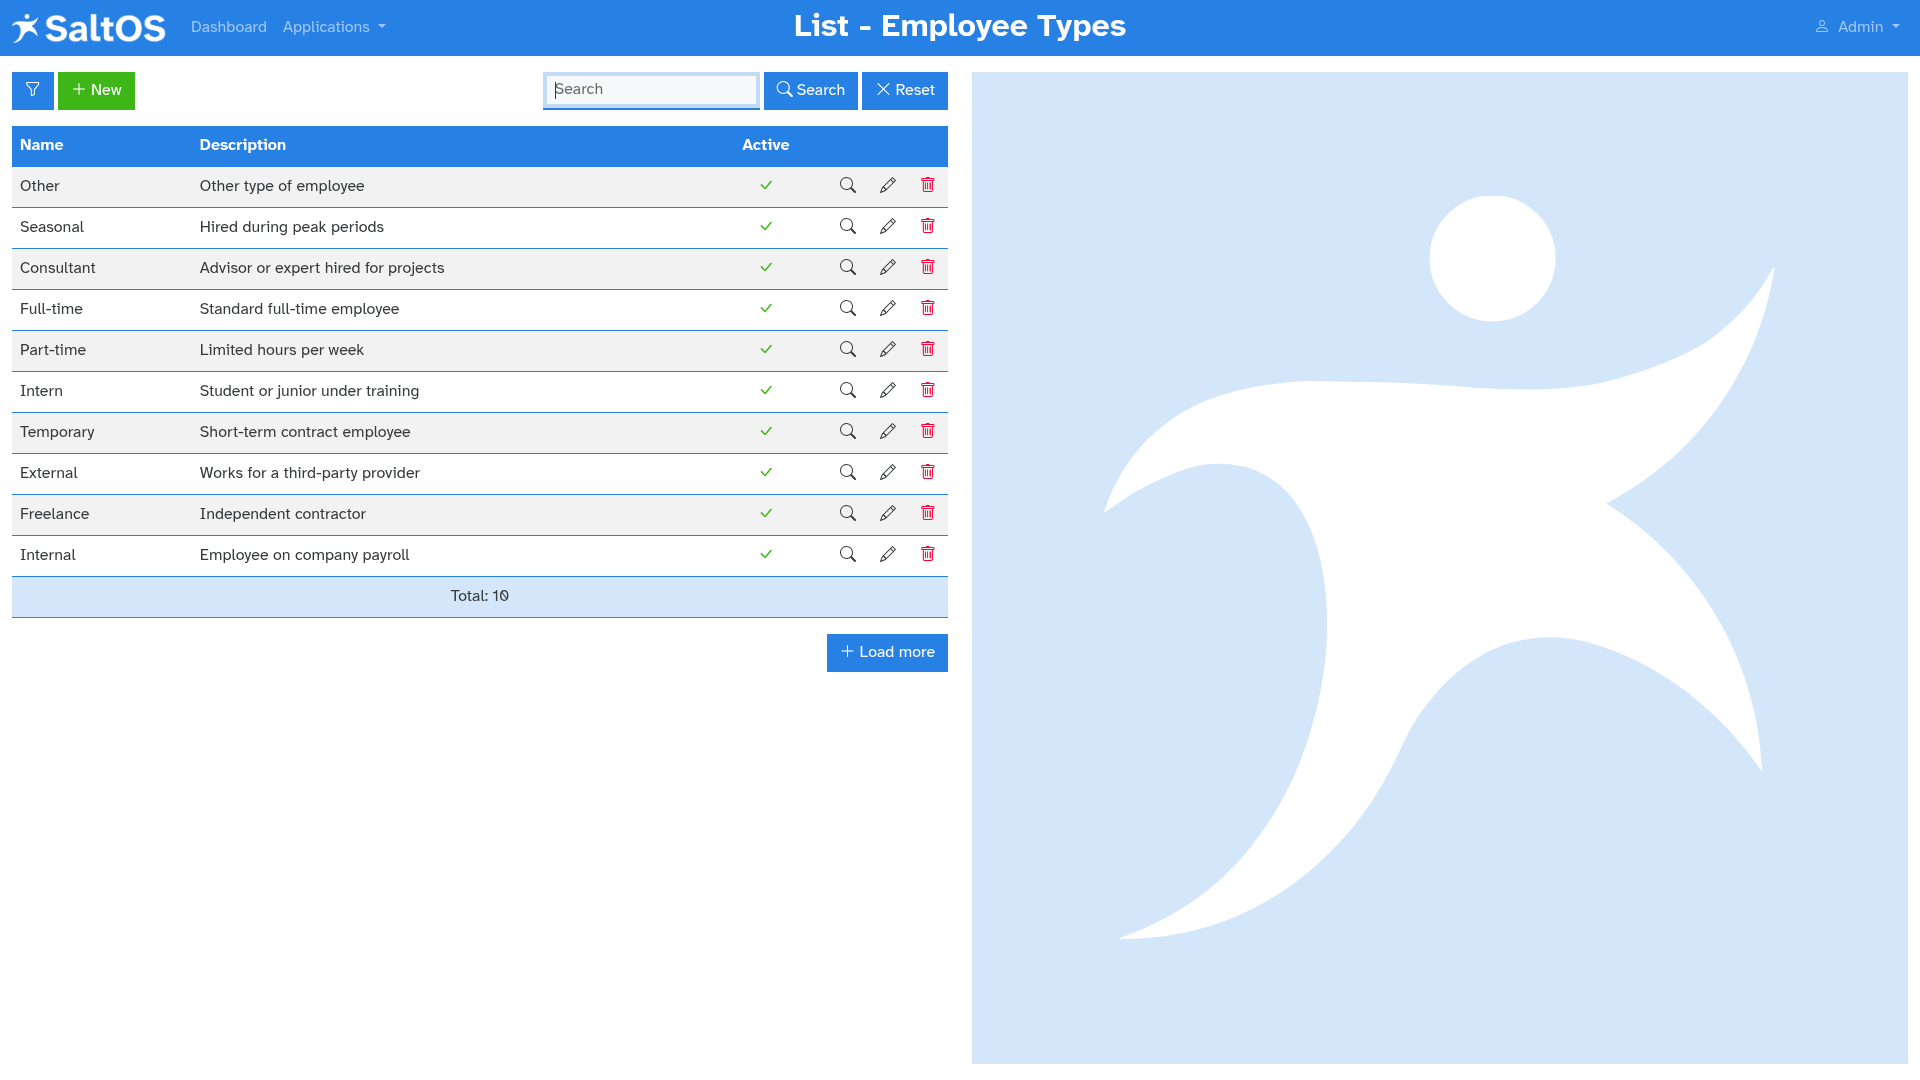 SaltOS Dashboard Applications List - Employee Types Admin
New Search Search Reset
Name Description Active
Other Other type of employee
Seasonal Hired during peak periods
Consultant Advisor or expert hired for projects
Full-time Standard full-time employee
Part-time Limited hours per week
Intern Student or junior under training
Temporary Short-term contract employee
External Works for a third-party provider
Freelance Independent contractor
Internal Employee on company payroll
Total: 10
Load more